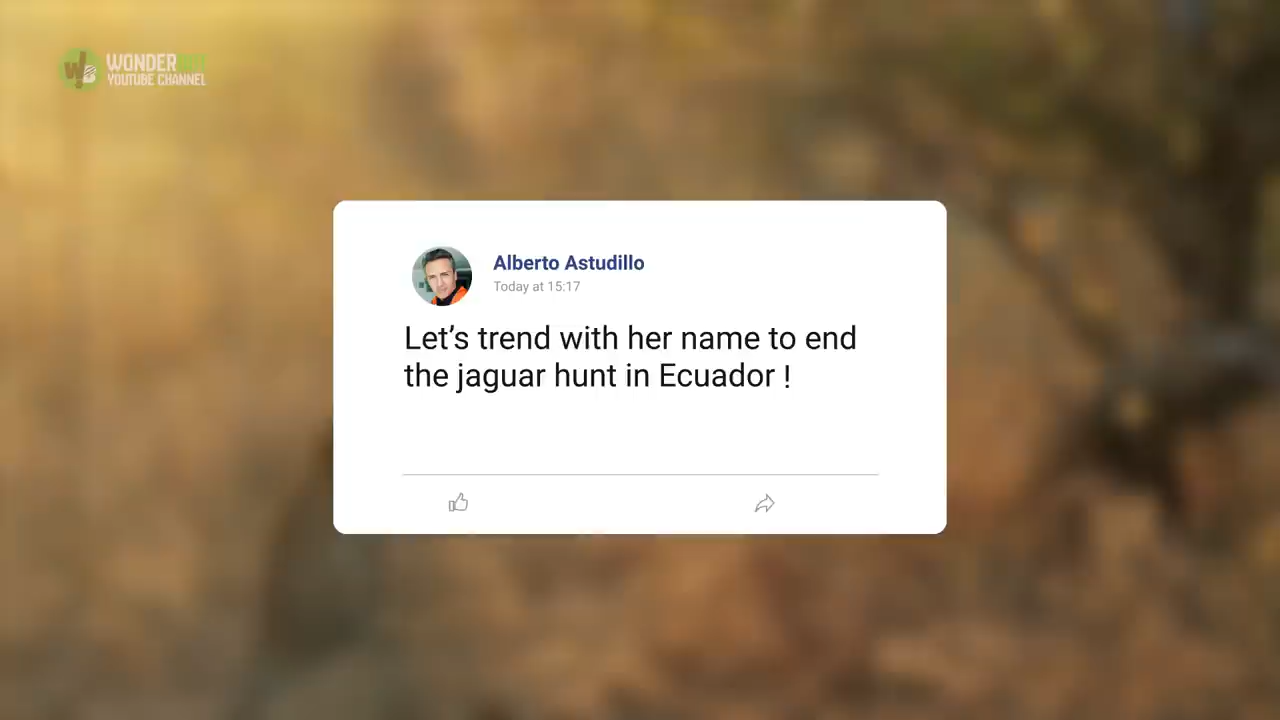 WONDERBOT
YOUTUBE CHANNEL
Alberto Astudillo
Today at 15:17
Let’s trend with her name to end
the jaguar hunt in Ecuador !